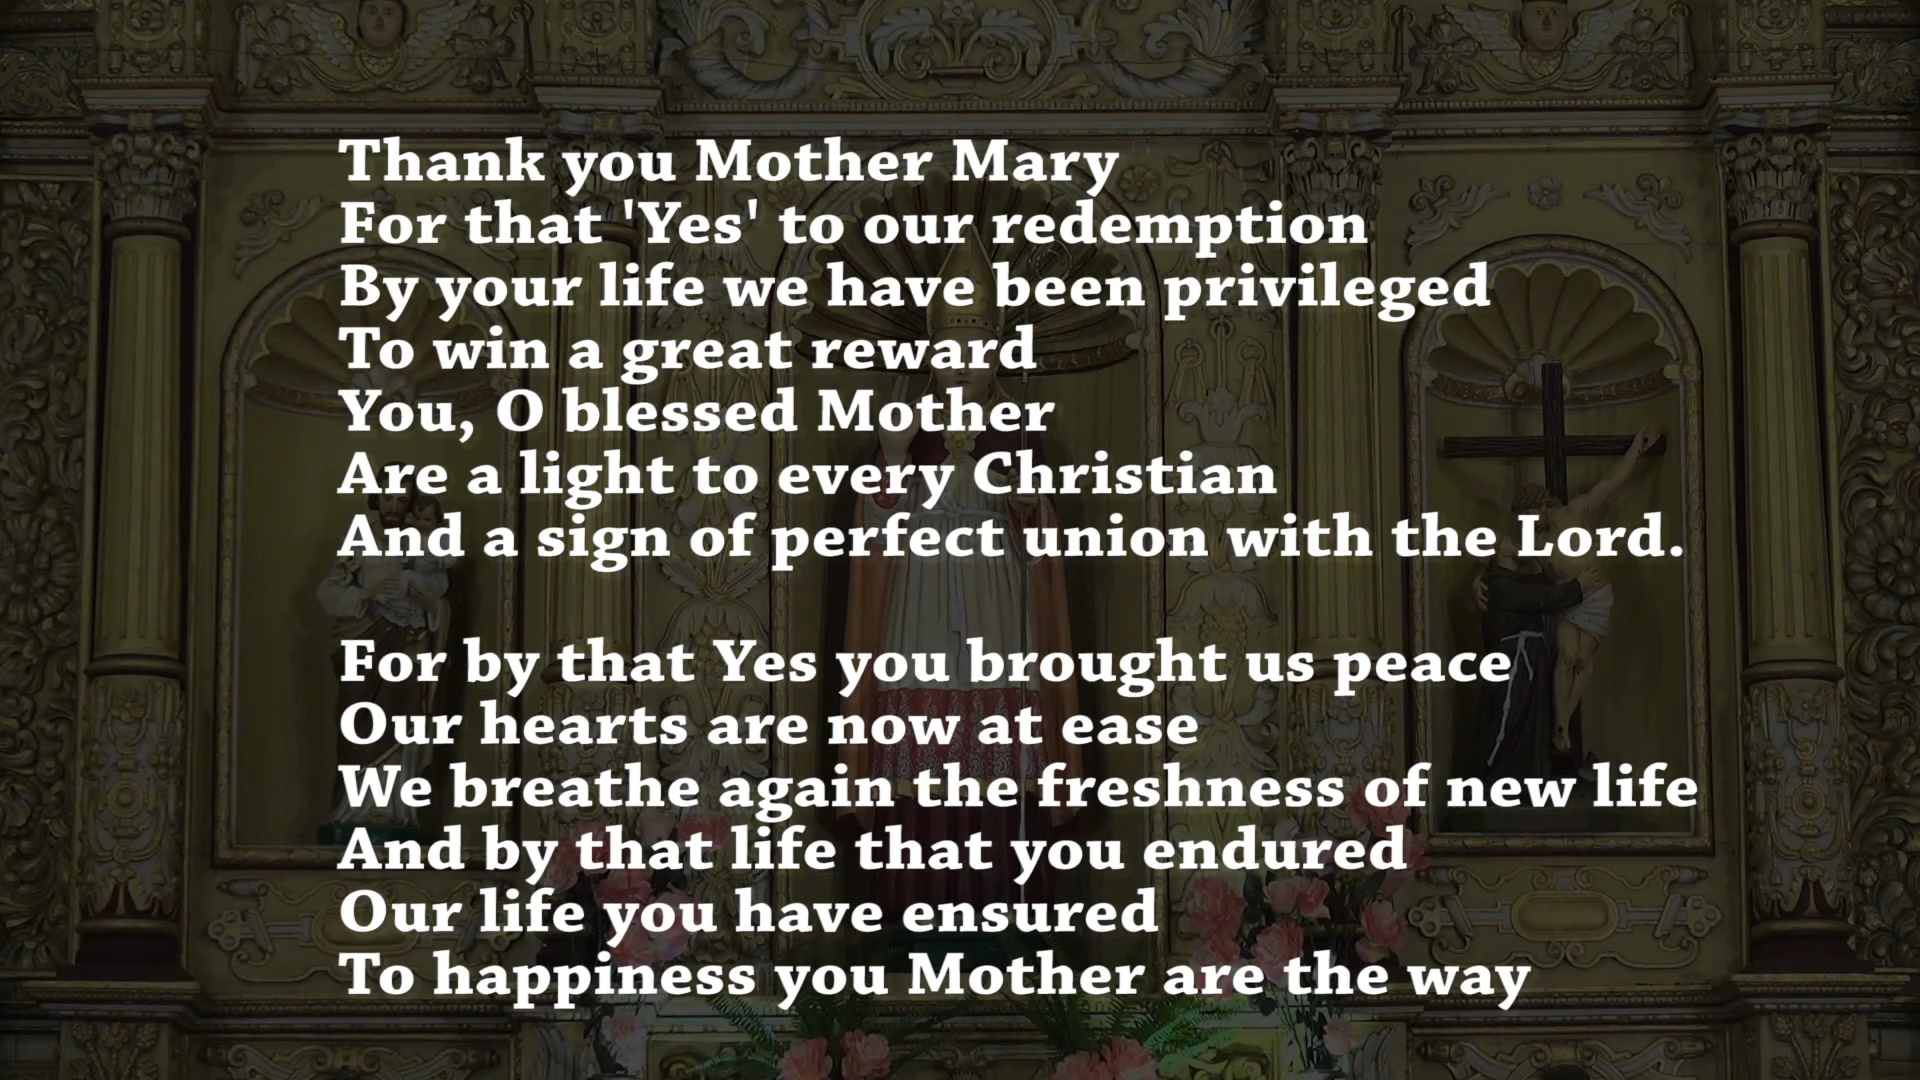 Thank you Mother Mary
For that 'Yes' to our redemption
By your life we have been privileged
To win a great reward
You, O blessed Mother
Are a light to every Christian
And a sign of perfect union with the Lord.
For by that Yes you brought us peace
Our hearts are now at ease
We breathe again the freshness of new life
And by that life that you endured
Our life you have ensured
To happiness you Mother are the way